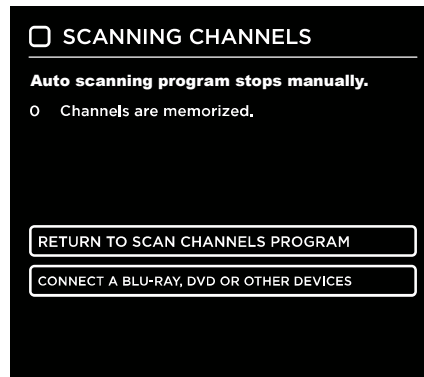 SCANNING CHANNELS
Auto scanning program stops manually.
0 Channels are memorized.
RETURN TO SCAN CHANNELS PROGRAM
CONNECT A BLU-RAY, DVD OR OTHER DEVICES